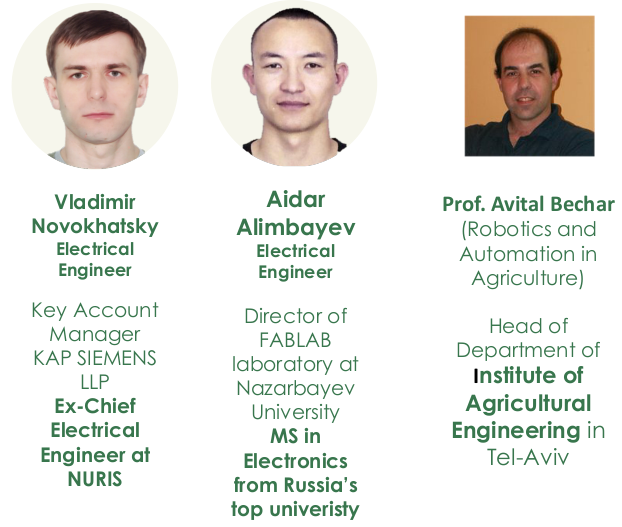 Vladimir
Novokhatsky
Electrical
Engineer
Key Account
Manager
KAP SIEMENS
LLP
Ex-Chief
Electrical
Engineer at
NURIS
Aidar
Alimbayev
Electrical
Engineer
Director of
FABLAB
laboratory at
Nazarbayev
University
MS in
Electronics
from Russia's
top univeristy
Prof. Avital Bechar
(Robotics and
Automation in
Agriculture)
Head of
Department of
Institute of
Agricultural
Engineering in
Tel-Aviv